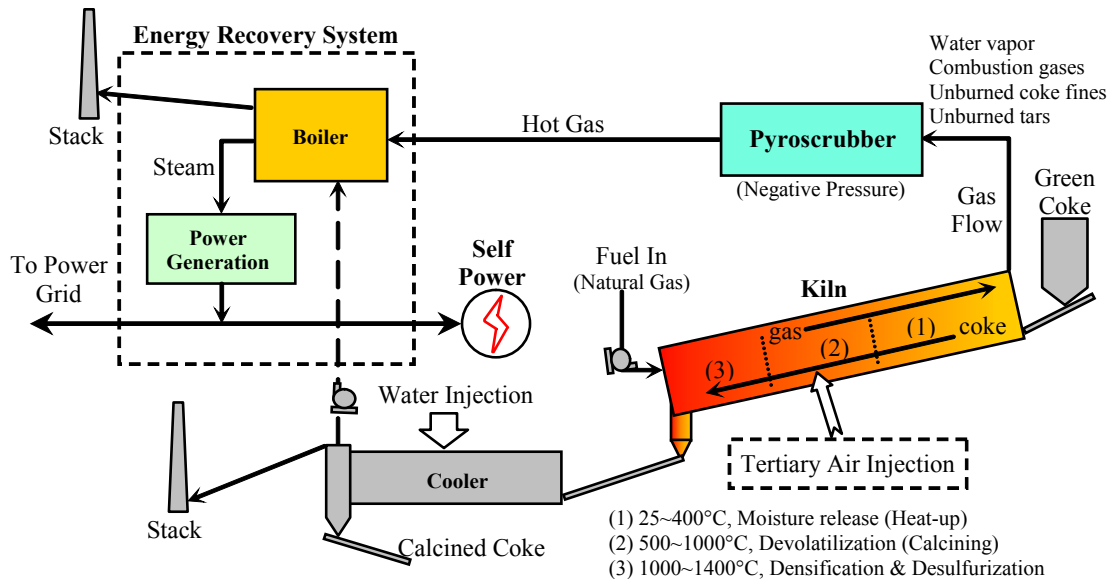 Energy Recovery System
Water vapor
Combustion gases
Unburned coke fines
Unburned tars
Stack
Boiler
Hot Gas
Pyroscrubber
(Negative Pressure)
Steam
Gas
Flow
Green
Coke
Power
Generation
Self
Power
To Power
Grid
Fuel In
(Natural Gas)
Kiln
gas
(1)
coke
(2)
(3)
Water Injection
Cooler
Tertiary Air Injection
Stack
Calcined Coke
(1) 25~400°C, Moisture release (Heat-up)
(2) 500~1000°C, Devolatilization (Calcining)
(3) 1000~1400°C, Densification & Desulfurization